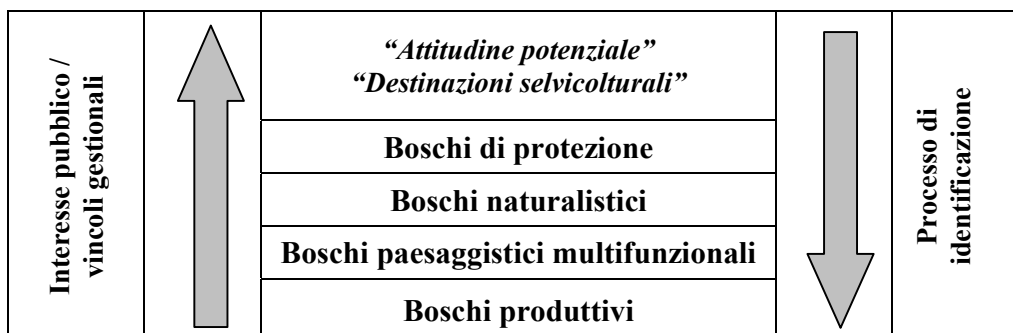 Interesse pubblico /
vincoli gestionali
“Attitudine potenziale”
“Destinazioni selvicolturali”
Boschi di protezione
Boschi naturalistici
Boschi paesaggistici multifunzionali
Boschi produttivi
Processo di
identificazione